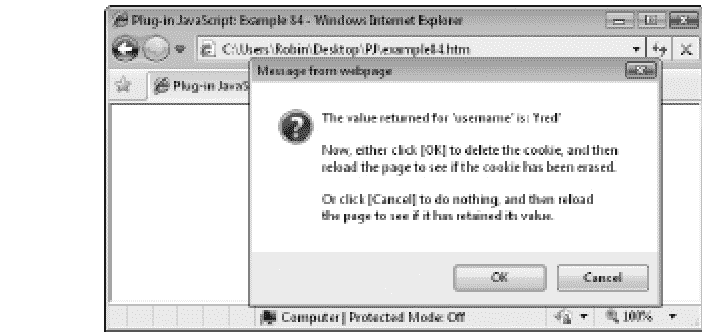 Plug-in JavaScript: Example 84 - Windows Internet Explorer
C:\Users\Robin\Desktop\PJ\example84.htm
Message from webpage
Plug-in JavaS
The value returned for 'username' is: 'fred'
Now, either click [OK] to delete the cookie, and then
reload the page to see if the cookie has been erased.
Or click [Cancel] to do nothing, and then reload
the page to see if it has retained its value.
OK Cancel
Computer | Protected Mode: Off 100%